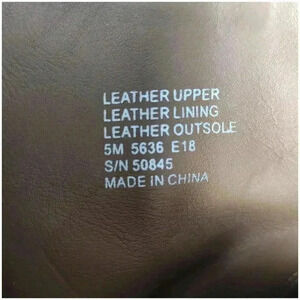 LEATHER UPPER
LEATHER LINING
LEATHER OUTSOLE
5M 5636 E18
S/N 50845
MADE IN CHINA